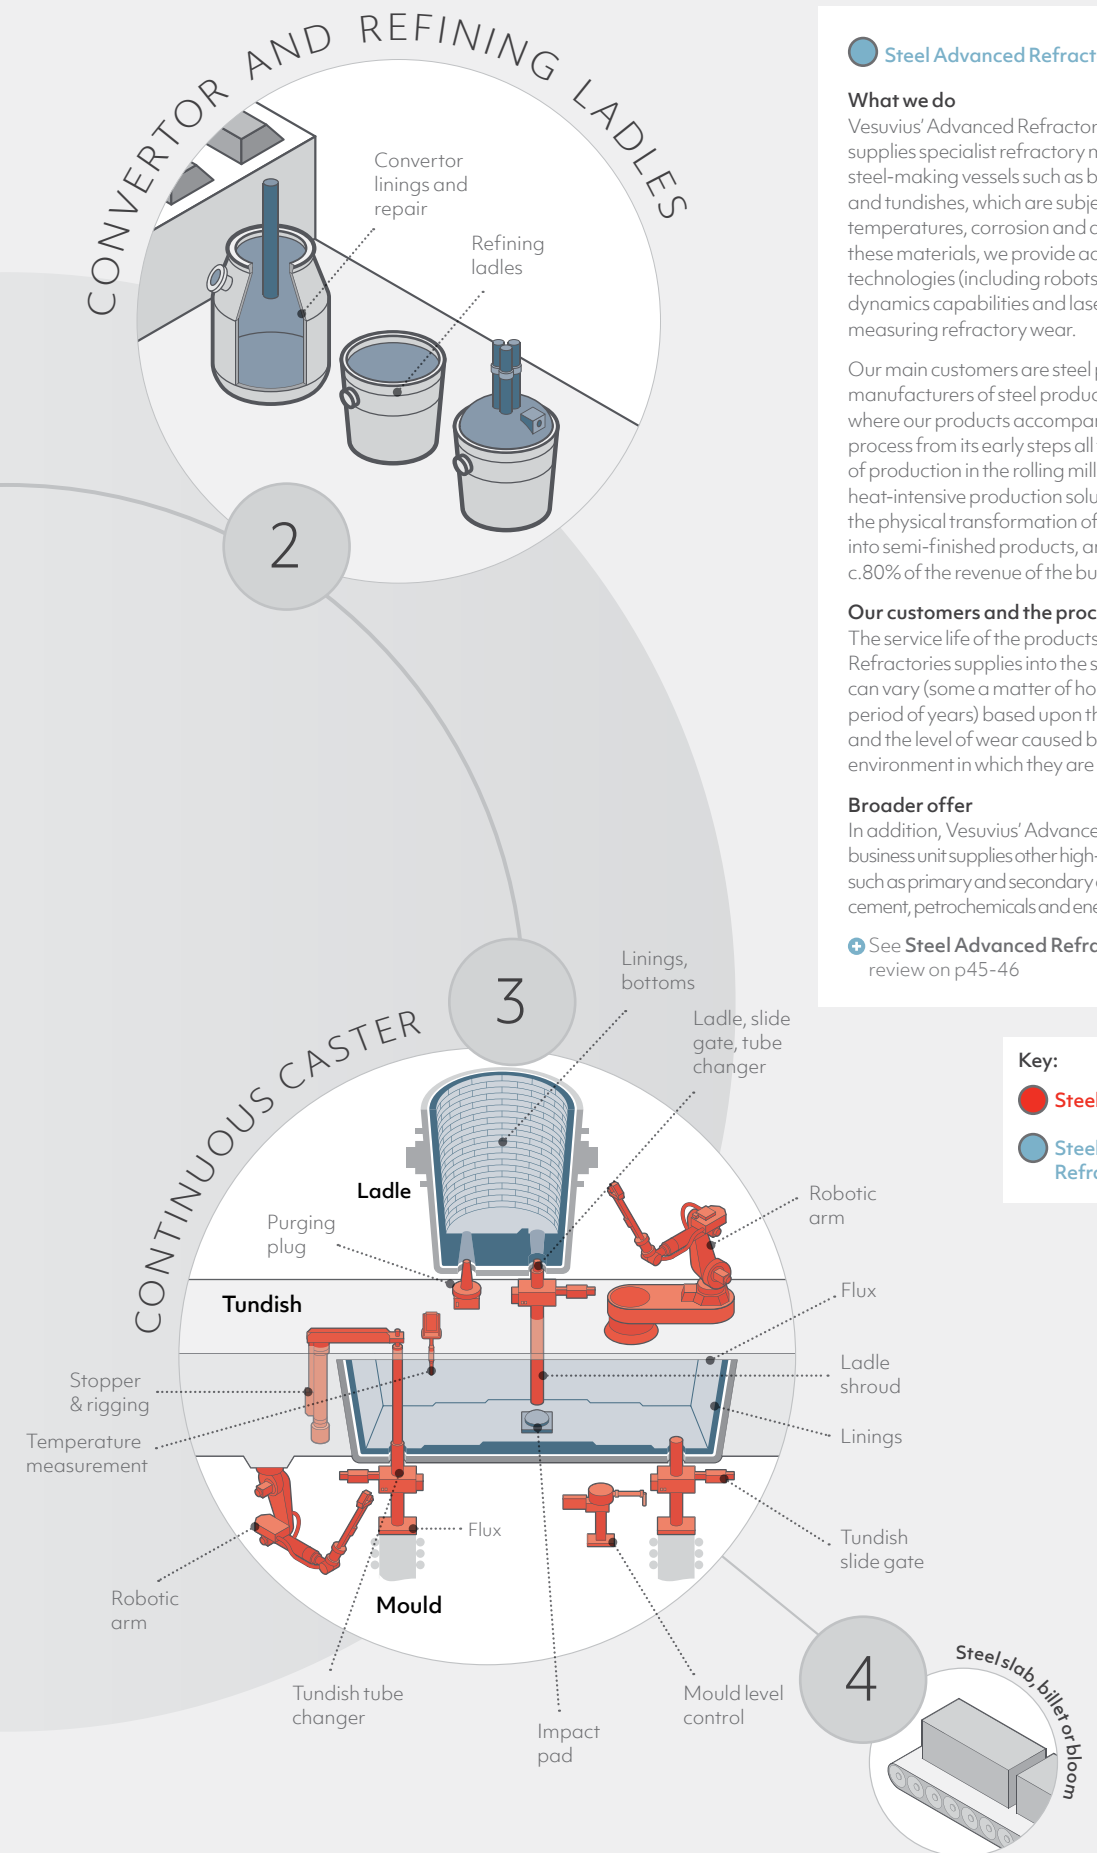 CONVERTOR AND REFINING LADLES
Convertor
linings and
repair
Refining
ladles
2
3
CONTINUOUS CASTER
Linings,
bottoms
Ladle, slide
gate, tube
changer
Ladle
Purging
plug
Robotic
arm
Tundish
Flux
Ladle
shroud
Stopper
& rigging
Linings
Temperature
measurement
Flux
Tundish
slide gate
Robotic
arm
Mould
Tundish tube
changer
Impact
pad
Mould level
control
4
Steel slab, billet or bloom
Steel Advanced Refract
What we do
Vesuvius’ Advanced Refractor
supplies specialist refractory m
steel-making vessels such as b
and tundishes, which are subje
temperatures, corrosion and a
these materials, we provide ad
technologies (including robots
dynamics capabilities and lase
measuring refractory wear.
Our main customers are steel p
manufacturers of steel produc
where our products accompan
process from its early steps all
of production in the rolling mill
heat-intensive production solu
the physical transformation of
into semi-finished products, an
c.80% of the revenue of the bu
Our customers and the proc
The service life of the products
Refractories supplies into the s
can vary (some a matter of ho
period of years) based upon th
and the level of wear caused b
environment in which they are
Broader offer
In addition, Vesuvius’ Advance
business unit supplies other high-
such as primary and secondary
cement, petrochemicals and ene
See Steel Advanced Refra
review on p45-46
Key:
Steel
Steel
Refra